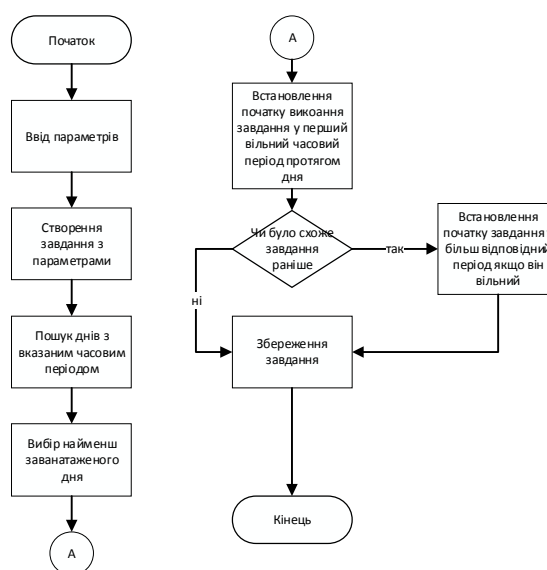 Початок
Ввід параметрів
Створення
завдання з
параметрами
Пошук днів з
вказаним часовим
періодом
Вибір найменш
заванатаженого
дня
А
А
Встановлення
початку викоання
завдання у перший
вільний часовий
період протягом
дня
Чи було схоже
завдання
раніше
так
ні
Встановлення
початку завдання у
більш відповідний
період якщо він
вільний
Збереження
завдання
Кінець